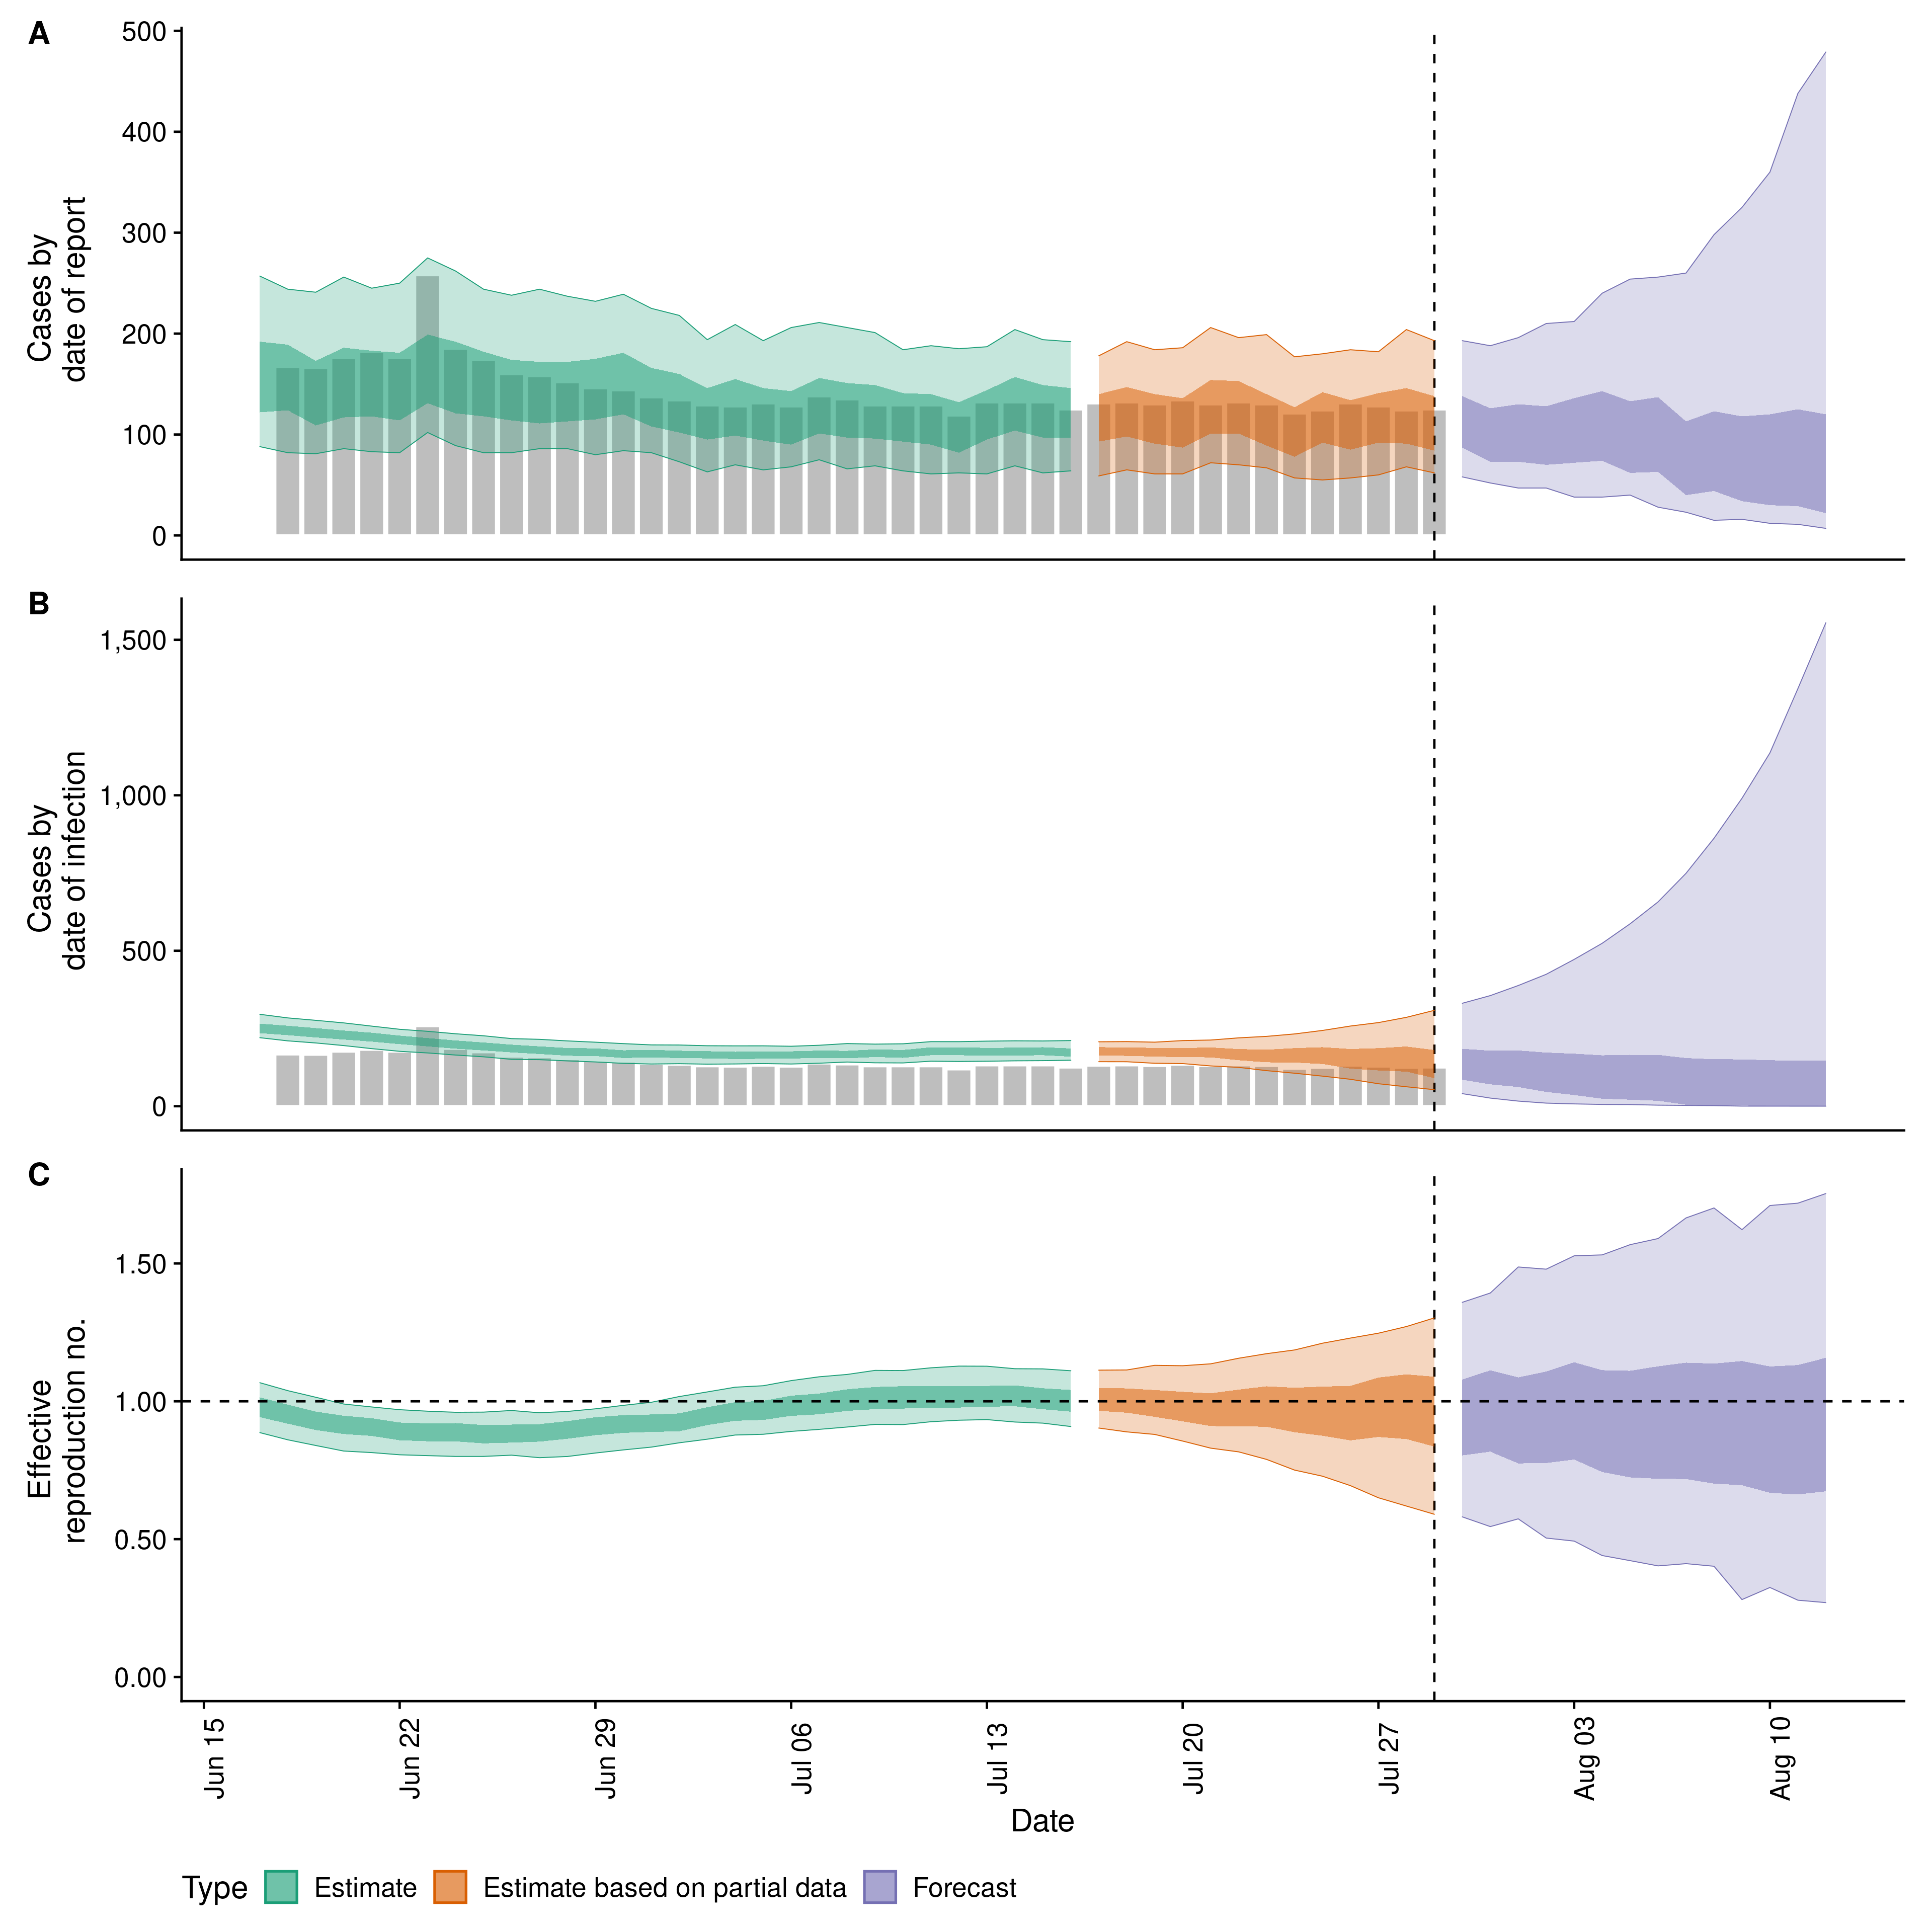 A
500
400
300
200
100
0
Cases by
date of report
B
1,500
1,000
500
0
Cases by
date of infection
C
1.50
1.00
0.50
0.00
Effective
reproduction no.
Jun 15
Jun 22
Jun 29
Jul 06
Jul 13
Jul 20
Jul 27
Aug 03
Aug 10
Date
Type Estimate Estimate based on partial data Forecast